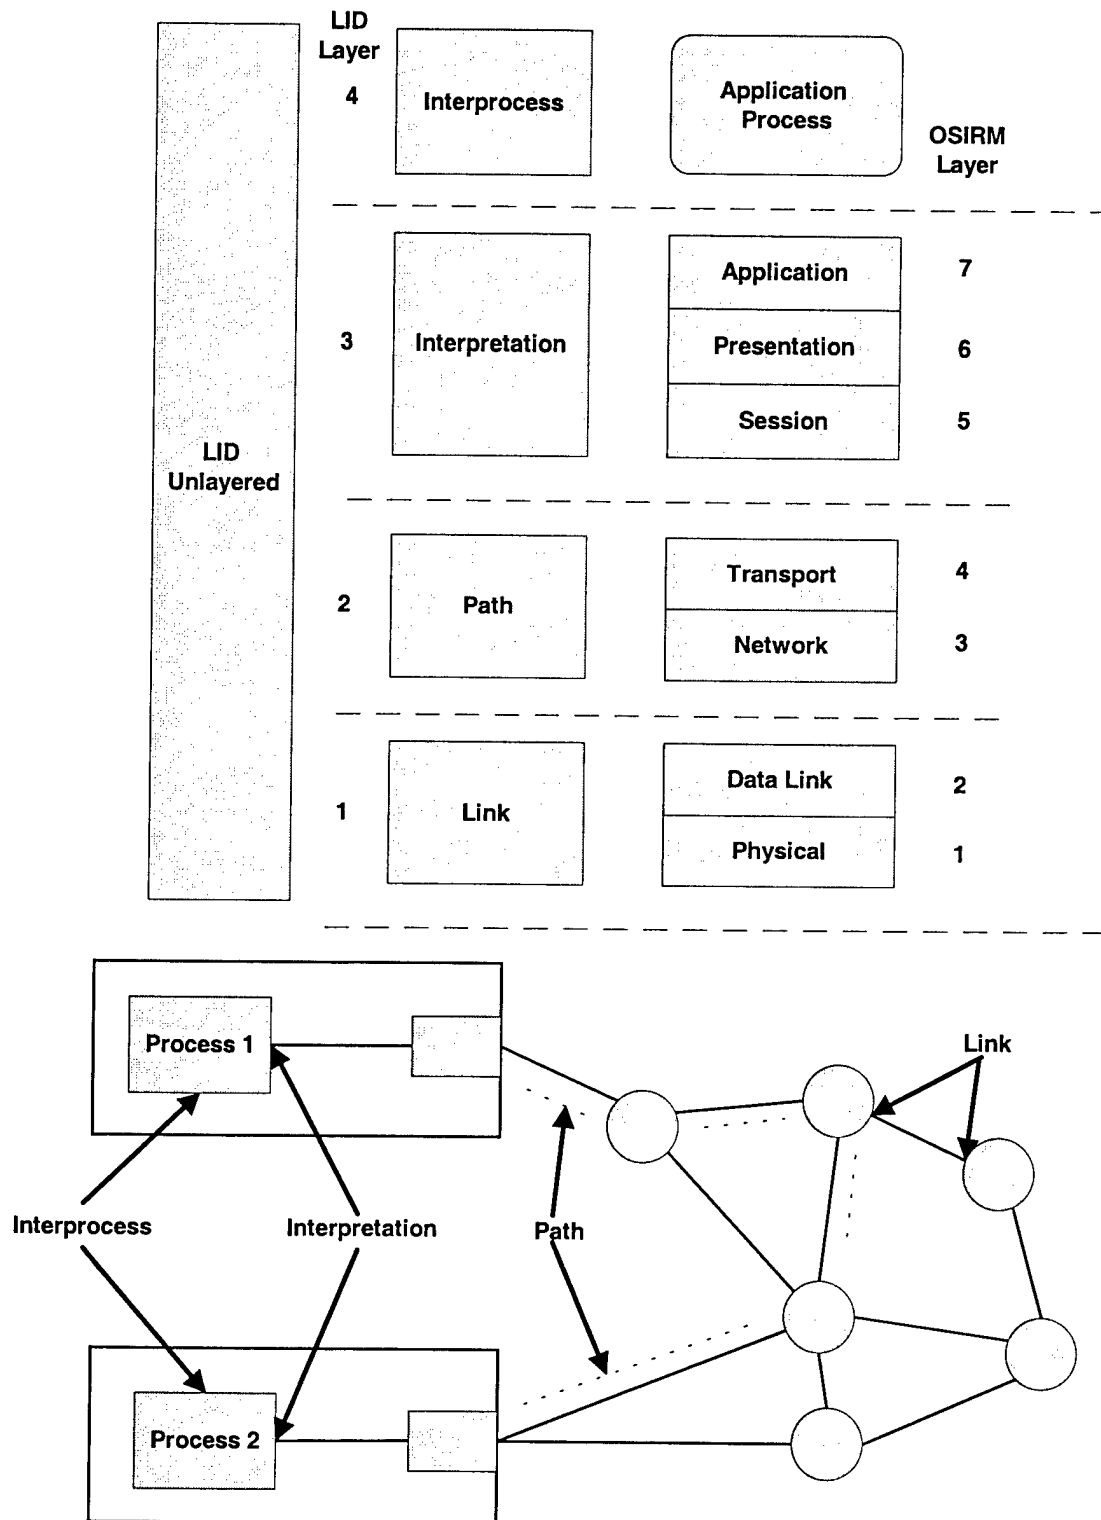 LID
Layer
4
Interprocess
Application
Process
OSIRM
Layer
LID
Unlayered
3
Interpretation
Application
7
Presentation
6
Session
5
2
Path
Transport
4
Network
3
1
Link
Data Link
2
Physical
1
Process 1
Link
Interprocess
Interpretation
Path
Process 2